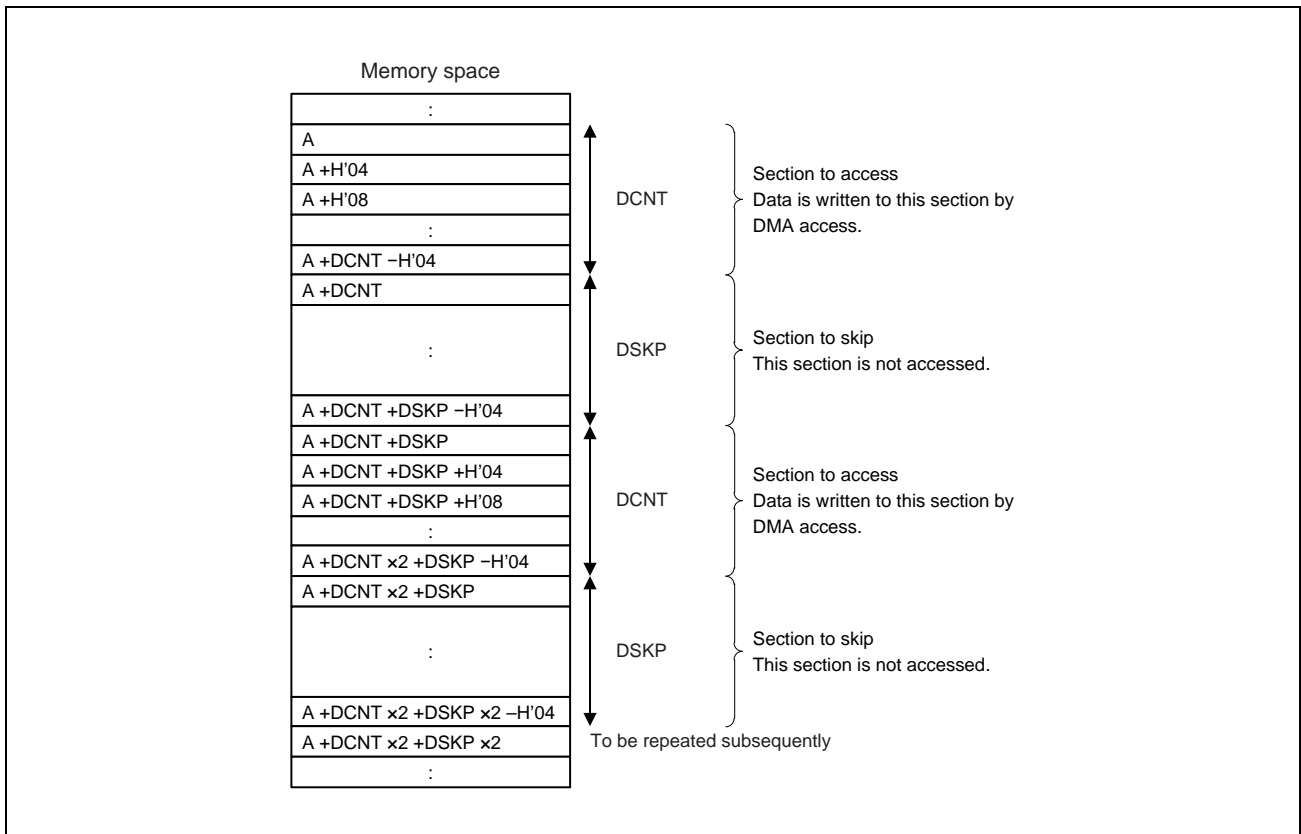 Memory space
:
A
A +H'04
A +H'08
:
A +DCNT −H'04
DCNT
Section to access
Data is written to this section by
DMA access.
A +DCNT
:
A +DCNT +DSKP −H'04
DSKP
Section to skip
This section is not accessed.
A +DCNT +DSKP
A +DCNT +DSKP +H'04
A +DCNT +DSKP +H'08
:
A +DCNT ×2 +DSKP −H'04
DCNT
Section to access
Data is written to this section by
DMA access.
A +DCNT ×2 +DSKP
:
A +DCNT ×2 +DSKP ×2 –H'04
DSKP
Section to skip
This section is not accessed.
A +DCNT ×2 +DSKP ×2
To be repeated subsequently
: